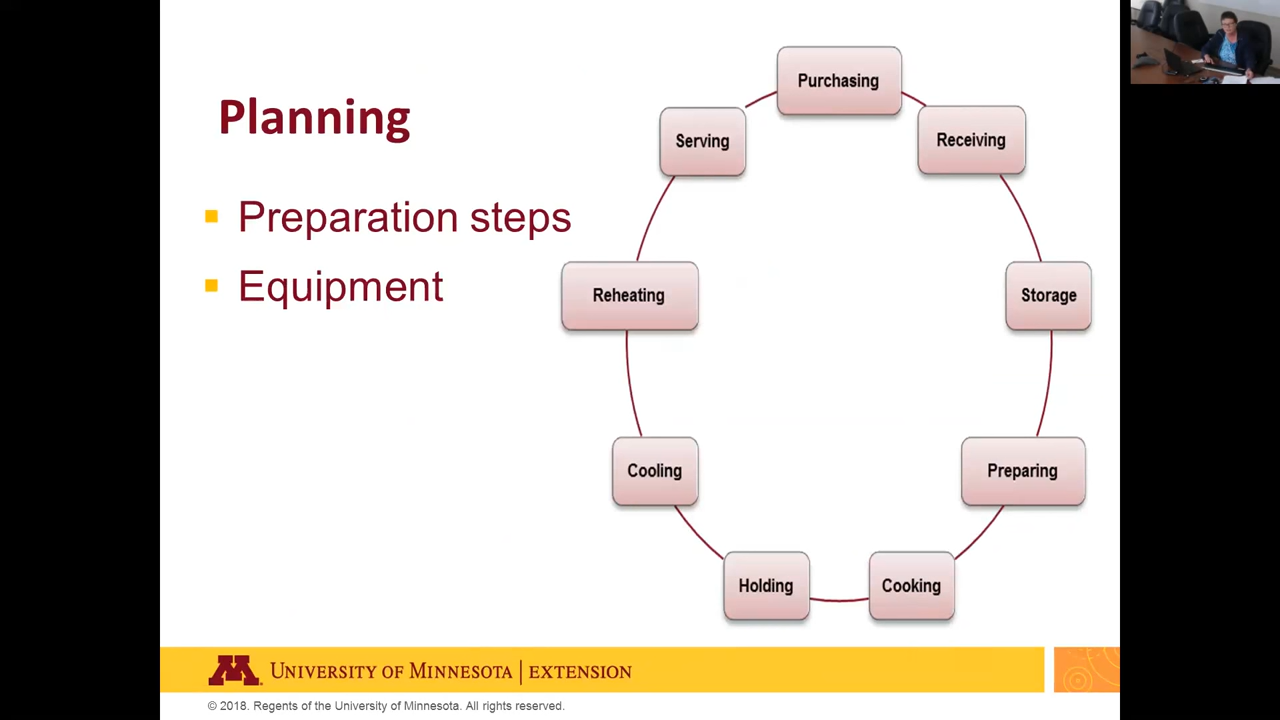 Planning
Preparation steps
Equipment
Purchasing
Receiving
Storage
Preparing
Cooking
Holding
Cooling
Reheating
Serving
M
UNIVERSITY OF MINNESOTA | EXTENSION
© 2018. Regents of the University of Minnesota. All rights reserved.